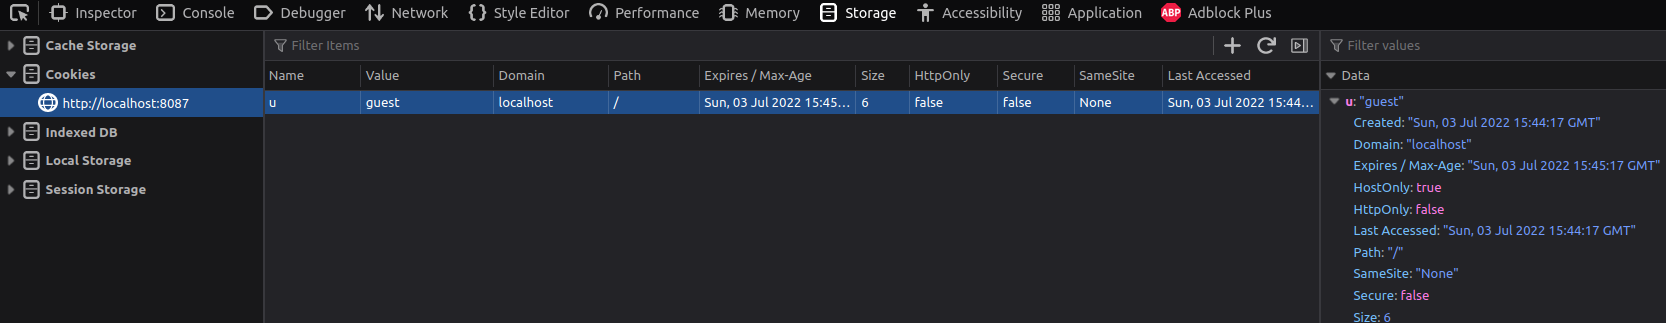 Inspector Console Debugger Network Style Editor Performance Memory Storage Accessibility Application ABP Adblock Plus
Cache Storage
Cookies
http://localhost:8087
Indexed DB
Local Storage
Session Storage
Filter Items
Name Value Domain Path Expires / Max-Age Size HttpOnly Secure SameSite Last Accessed
u guest localhost / Sun, 03 Jul 2022 15:45... 6 false false None Sun, 03 Jul 2022 15:44...
Filter values
Data
u: "guest"
Created: "Sun, 03 Jul 2022 15:44:17 GMT"
Domain: "localhost"
Expires / Max-Age: "Sun, 03 Jul 2022 15:45:17 GMT"
HostOnly: true
HttpOnly: false
Last Accessed: "Sun, 03 Jul 2022 15:44:17 GMT"
Path: "/"
SameSite: "None"
Secure: false
Size: 6